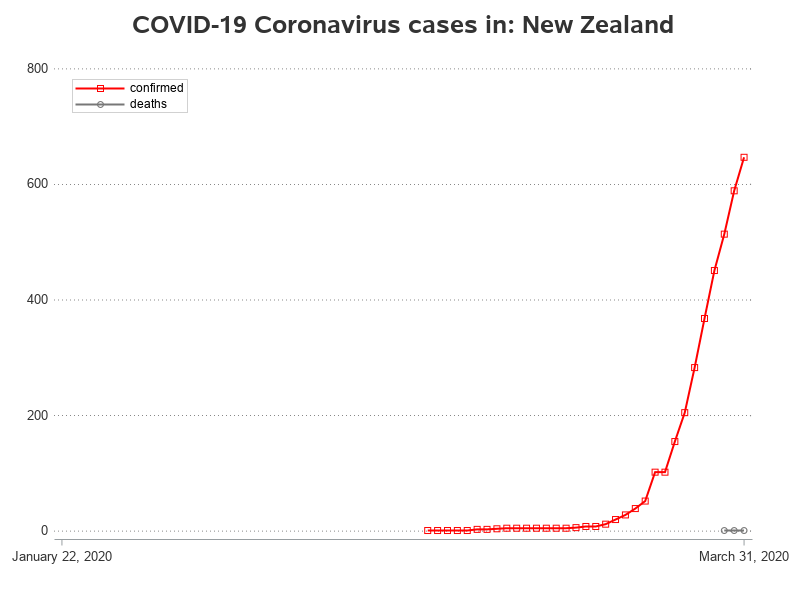 COVID-19 Coronavirus cases in: New Zealand
800
confirmed
deaths
600
400
200
0
January 22, 2020 March 31, 2020